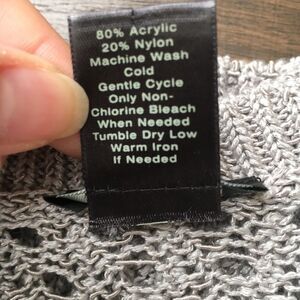 80% Acrylic
20% Nylon
Machine Wash
Cold
Gentle Cycle
Only Non-
Chlorine Bleach
When Needed
Tumble Dry Low
Warm Iron
If Needed